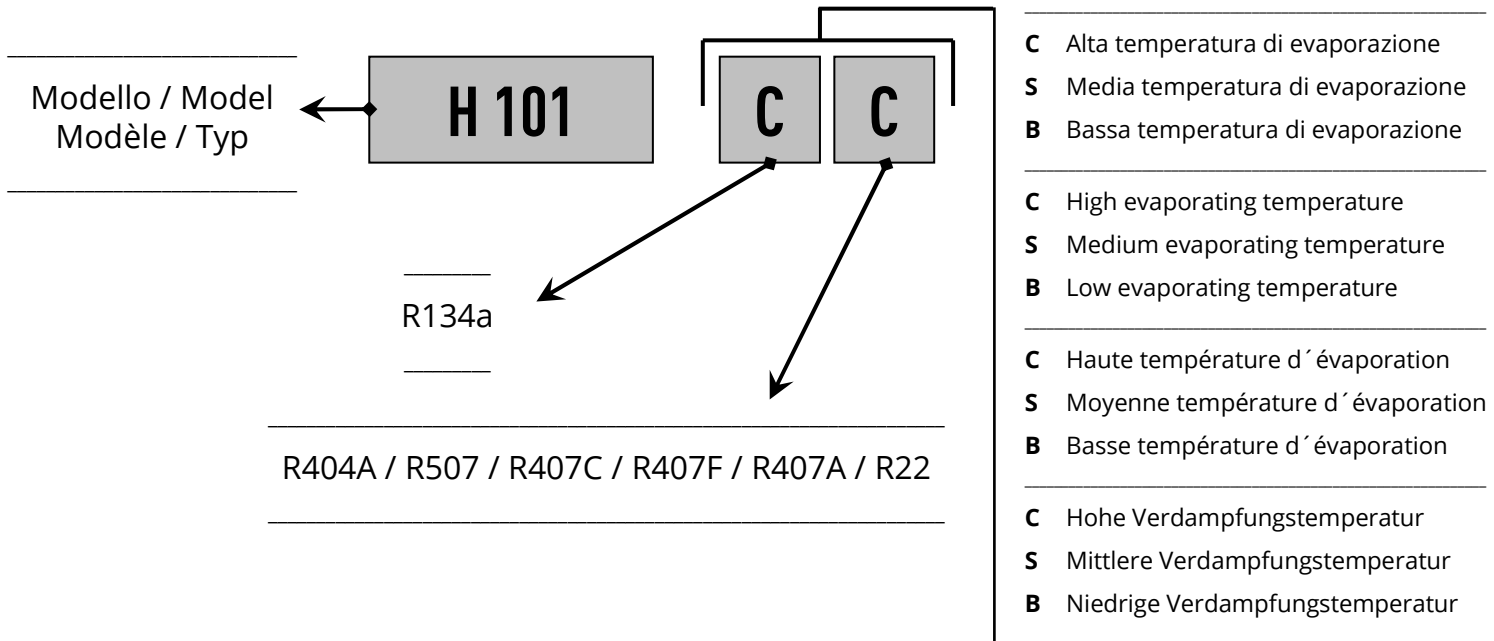 Modello / Model
Modèle / Typ
H 101
C
C
R134a
R404A / R507 / R407C / R407F / R407A / R22
C Alta temperatura di evaporazione
S Media temperatura di evaporazione
B Bassa temperatura di evaporazione
C High evaporating temperature
S Medium evaporating temperature
B Low evaporating temperature
C Haute température d´évaporation
S Moyenne température d´évaporation
B Basse température d´évaporation
C Hohe Verdampfungstemperatur
S Mittlere Verdampfungstemperatur
B Niedrige Verdampfungstemperatur